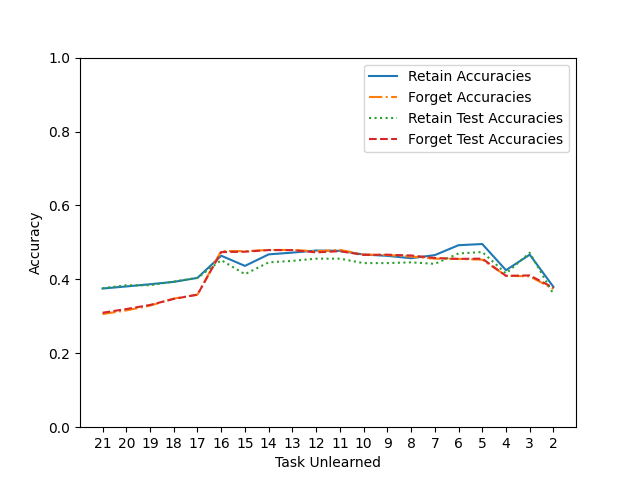 1.0
0.8
0.6
0.4
0.2
0.0
Accuracy
Retain Accuracies
Forget Accuracies
Retain Test Accuracies
Forget Test Accuracies
21 20 19 18 17 16 15 14 13 12 11 10 9 8 7 6 5 4 3 2
Task Unlearned